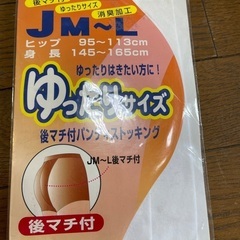 ゆったりサイズ
消臭加工
JM~L
ヒップ 95~113cm
身長 145~165cm
ゆったりはきたい方に!
ゆったりサイズ
後マチ付パンティストッキング
JM~L後マチ付
後マチ付